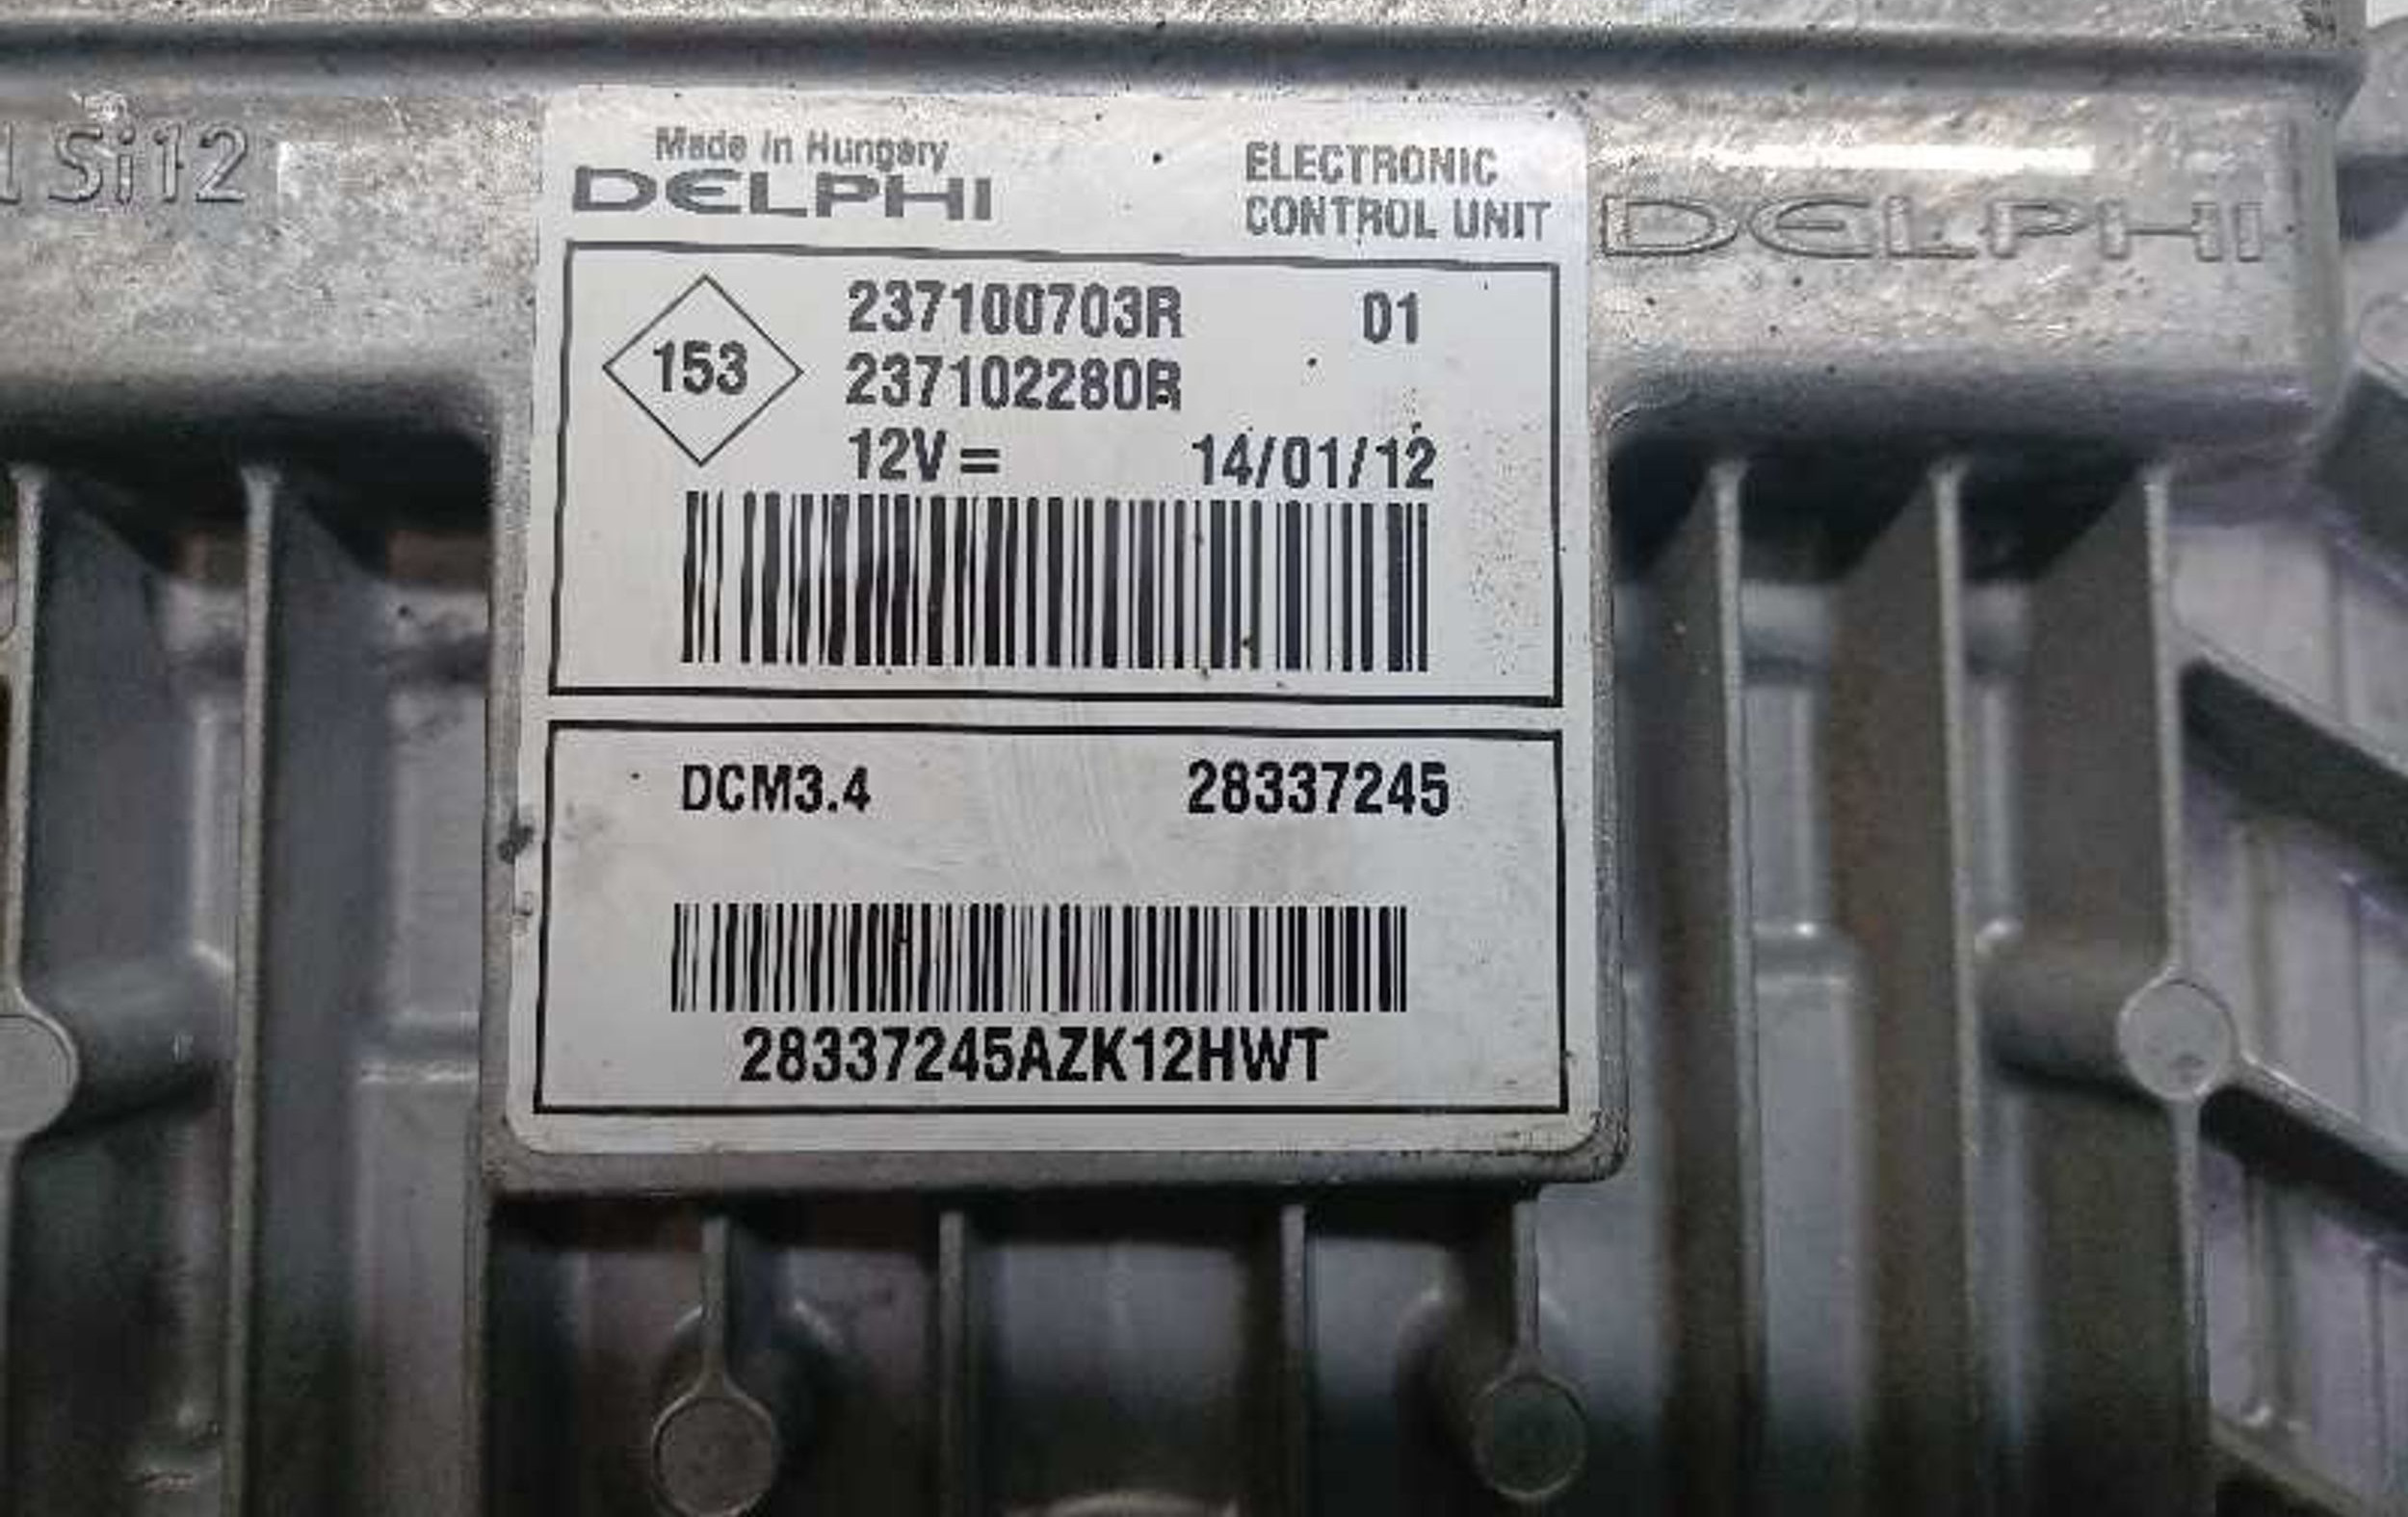 Si12
Made in Hungary
DELPHI
ELECTRONIC
CONTROL UNIT
DELPHI
153
237100703R 01
237102280R
12V = 14/01/12
DCM3.4 28337245
28337245AZK12HWT